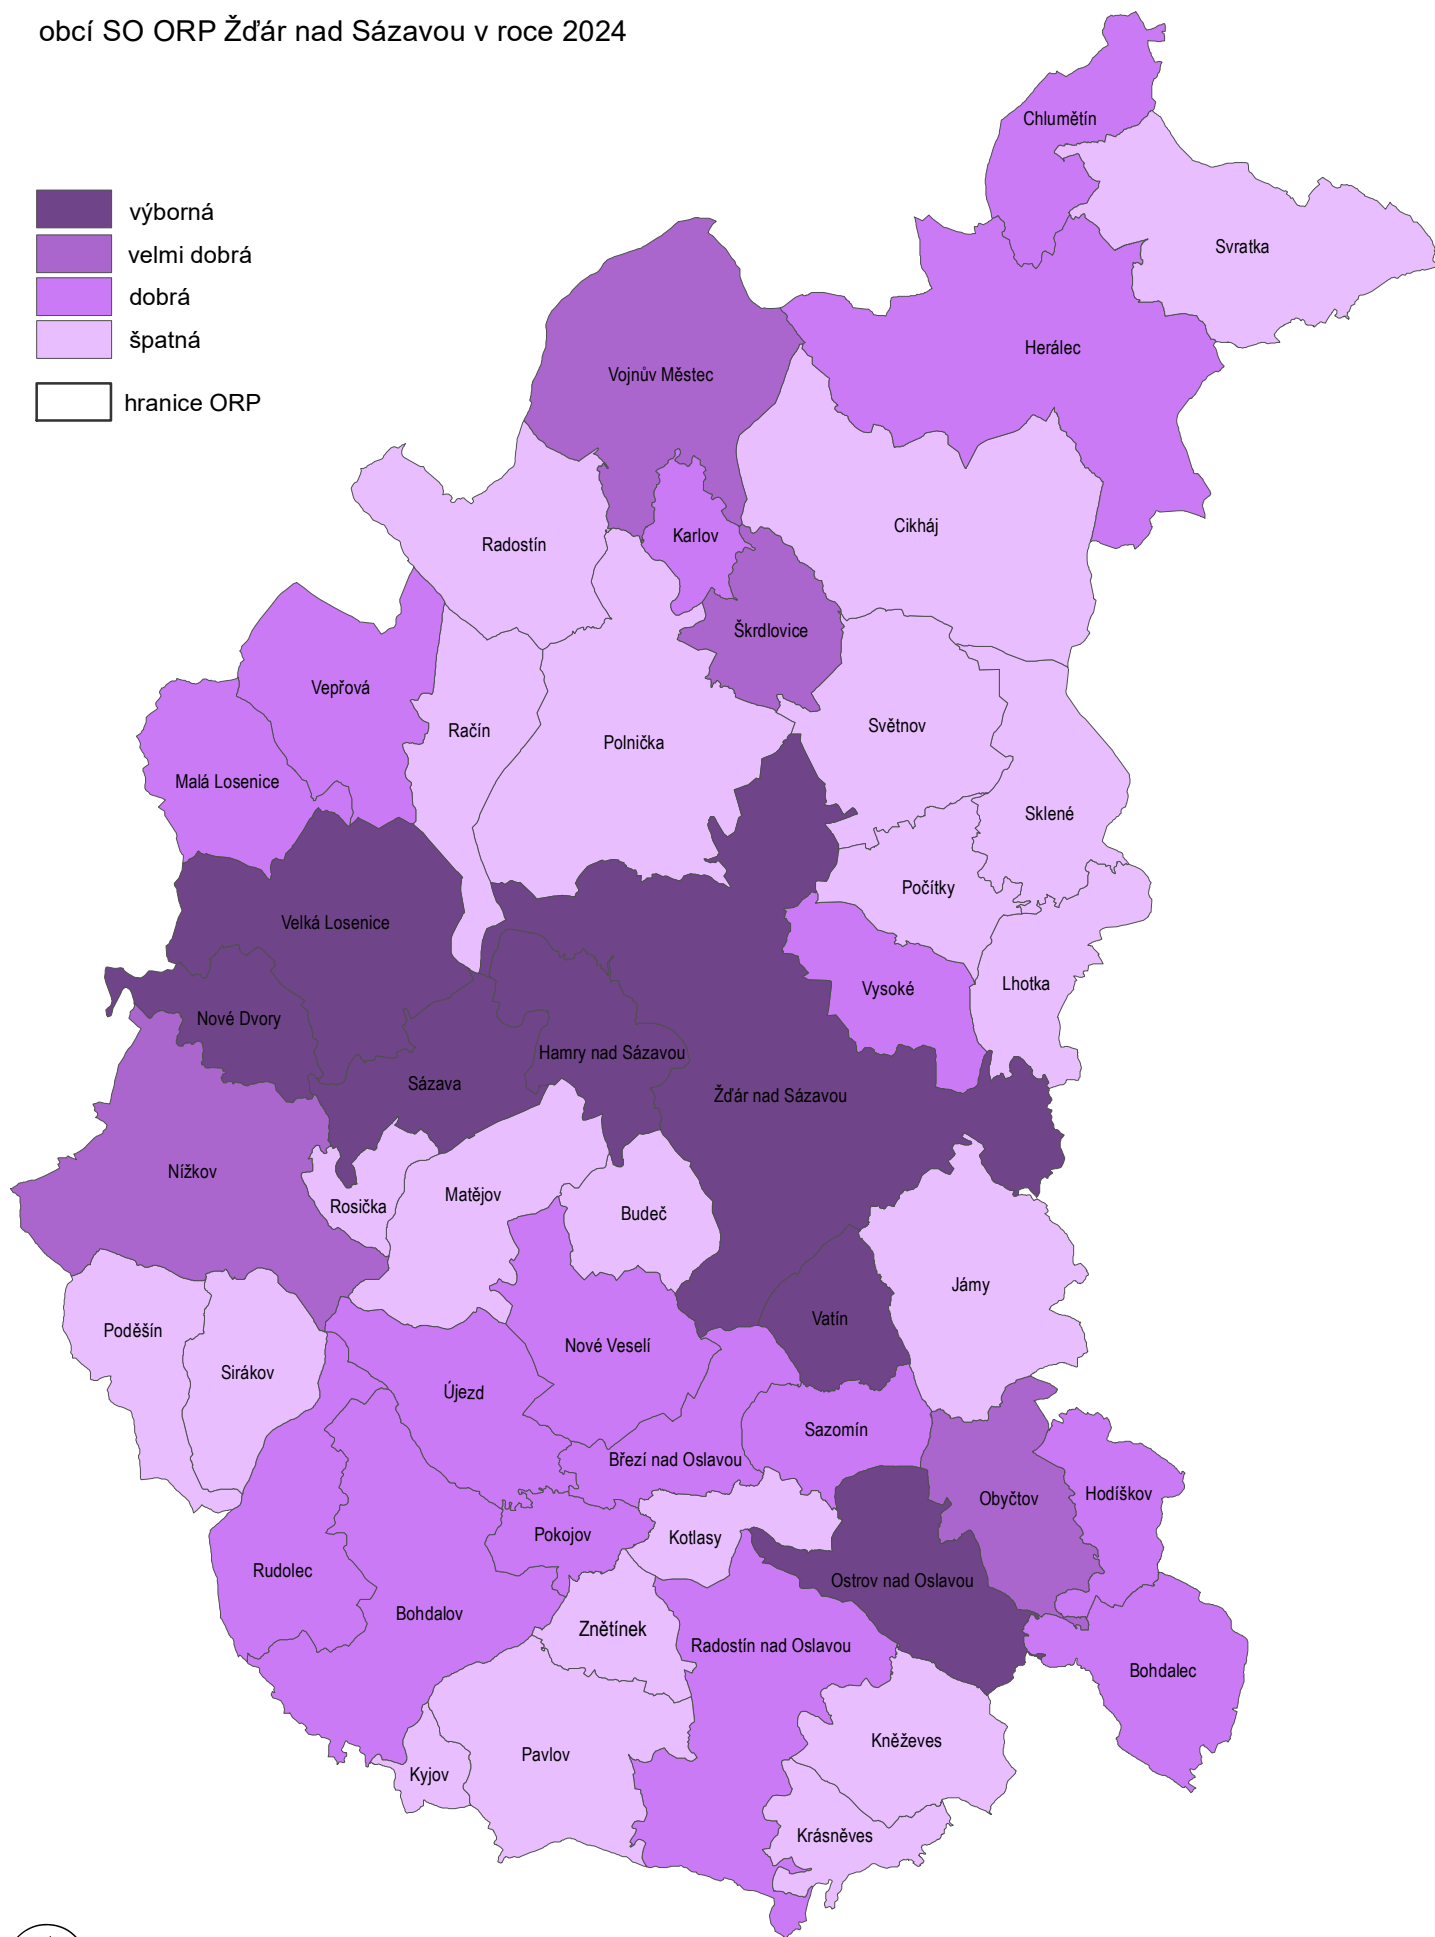 obcí SO ORP Žďár nad Sázavou v roce 2024
výborná
velmi dobrá
dobrá
špatná
hranice ORP
Chlumětín
Svratka
Herálec
Vojnův Městec
Cikháj
Karlov
Radostín
Škrdlovice
Vepřová
Račín
Polnička
Světnov
Malá Losenice
Sklené
Počítky
Velká Losenice
Lhotka
Vysoké
Nové Dvory
Hamry nad Sázavou
Sázava
Žďár nad Sázavou
Nížkov
Rosička
Matějov
Budeč
Jámy
Vatín
Poděšín
Nové Veselí
Sirákov
Újezd
Sazomín
Březí nad Oslavou
Hodíškov
Obyčtov
Pokojov
Kotlasy
Rudolec
Ostrov nad Oslavou
Bohdalov
Znětínek
Radostín nad Oslavou
Bohdalec
Kněževes
Pavlov
Kyjov
Krásněves